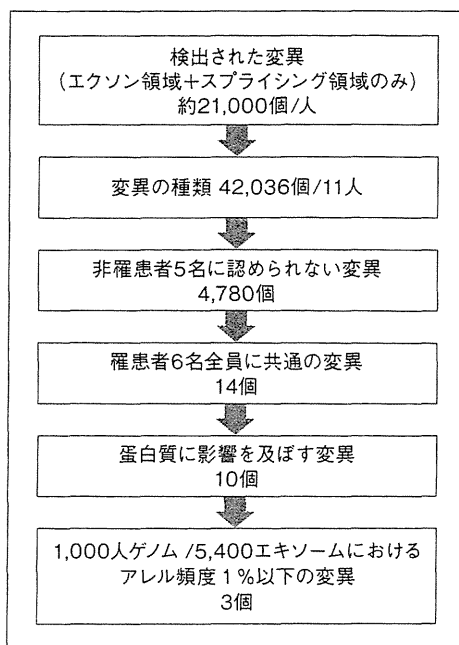 検出された変異
(エクソン領域+スプライシング領域のみ)
約21,000個/人
変異の種類 42,036個/11人
非罹患者5名に認められない変異
4,780個
罹患者6名全員に共通の変異
14個
蛋白質に影響を及ぼす変異
10個
1,000人ゲノム/5,400エキソームにおける
アレル頻度1%以下の変異
3個